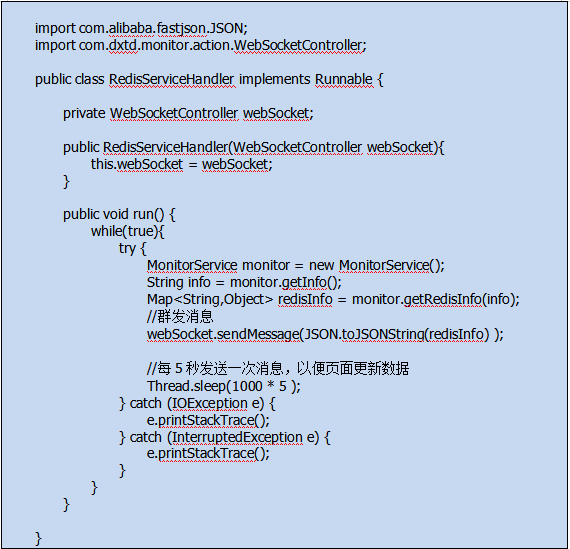 import com.alibaba.fastjson.JSON;
import com.dxtd.monitor.action.WebSocketController;
public class RedisServiceHandler implements Runnable {
private WebSocketController webSocket;
public RedisServiceHandler(WebSocketController webSocket){
this.webSocket = webSocket;
}
public void run() {
while(true){
try {
MonitorService monitor = new MonitorService();
String info = monitor.getInfo();
Map<String,Object> redisInfo = monitor.getRedisInfo(info);
//群发消息
webSocket.sendMessage(JSON.toJSONString(redisInfo) );
//每 5 秒发送一次消息，以便页面更新数据
Thread.sleep(1000 * 5 );
} catch (IOException e) {
e.printStackTrace();
} catch (InterruptedException e) {
e.printStackTrace();
}
}
}
}